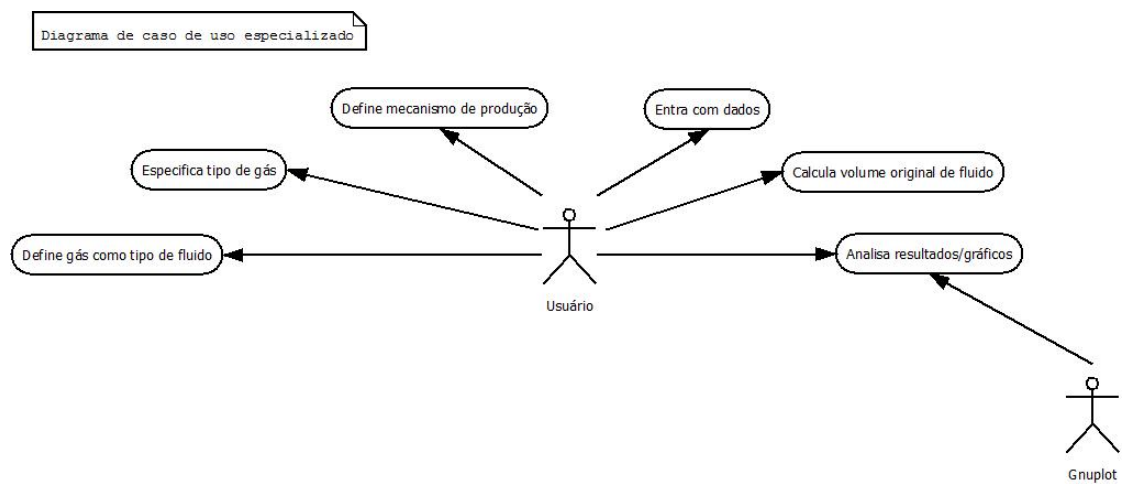 Diagrama de caso de uso especializado
Define mecanismo de produção
Entra com dados
Especifica tipo de gás
Calcula volume original de fluido
Define gás como tipo de fluido
Analisa resultados/gráficos
Usuário
Gnuplot